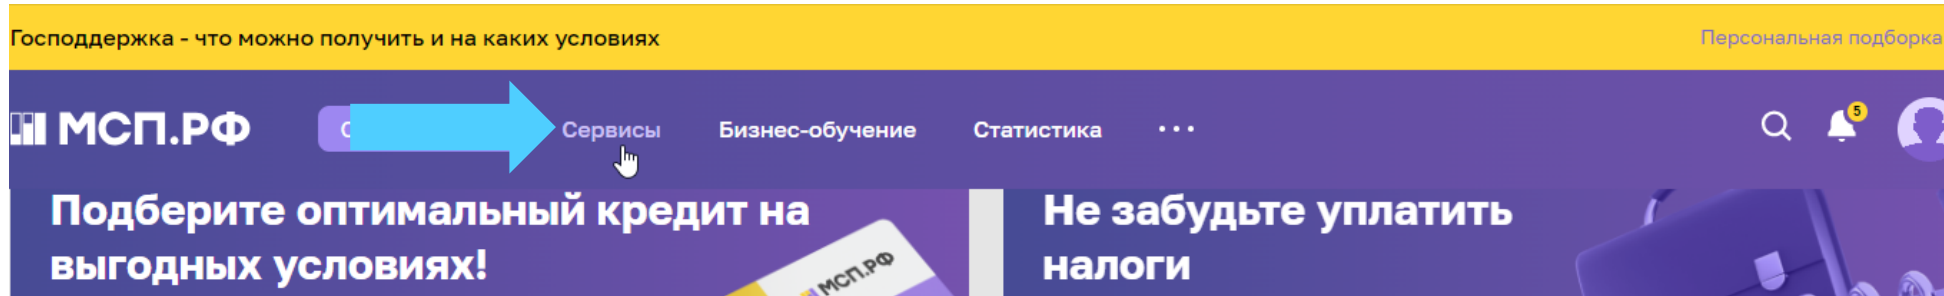 Господдержка - что можно получить и на каких условиях
Персональная подборка
МСП.РФ
Сервисы
Бизнес-обучение
Статистика
...
5
Подберите оптимальный кредит на
выгодных условиях!
МСП.РФ
Не забудьте уплатить
налоги